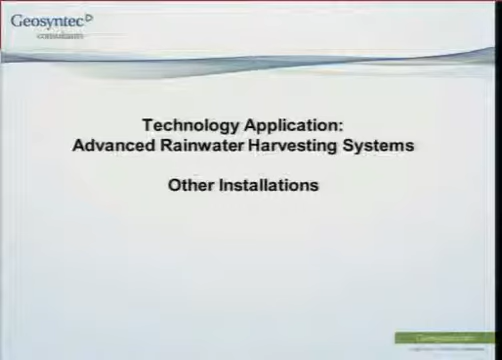 Geosyntec
consultants
Technology Application:
Advanced Rainwater Harvesting Systems
Other Installations